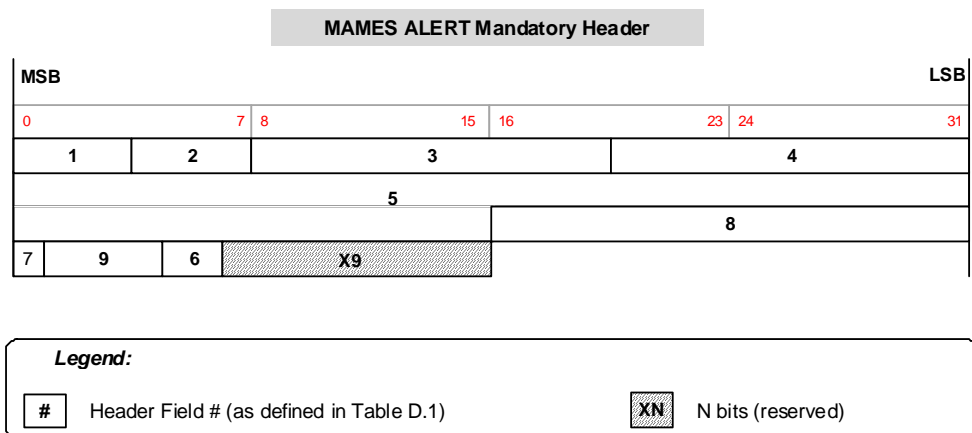 MAMES ALERT Mandatory Header
MSB LSB
0 7 8 15 16 23 24 31
1 2 3 4
5
8
7 9 6 X9
Legend:
# Header Field # (as defined in Table D.1) XN N bits (reserved)